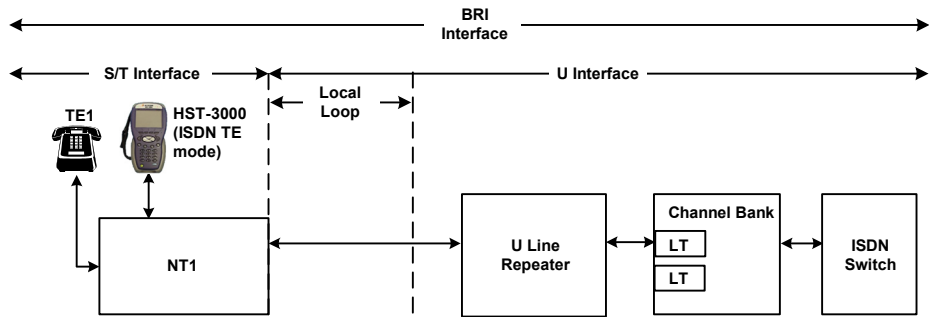 BRI
Interface
S/T Interface
U Interface
Local
Loop
TE1
HST-3000
(ISDN TE
mode)
NT1
U Line
Repeater
Channel Bank
LT
LT
ISDN
Switch